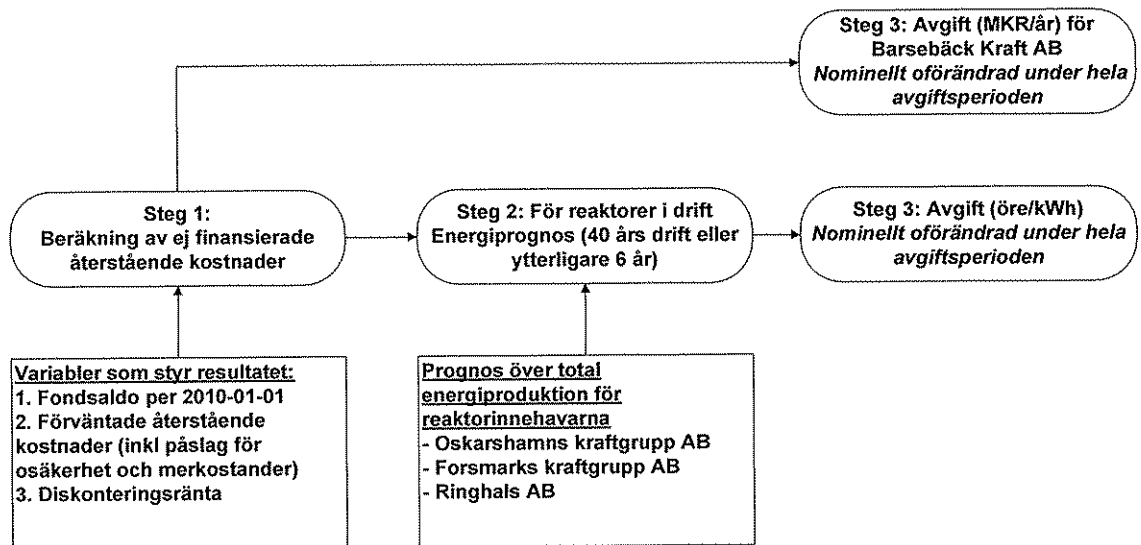 Steg 3: Avgift (MKR/år) för
Barsebäck Kraft AB
Nominellt oförändrad under hela
avgiftsperioden
Steg 1:
Beräkning av ej finansierade
återstående kostnader
Steg 2: För reaktorer i drift
Energiprognos (40 års drift eller
ytterligare 6 år)
Steg 3: Avgift (öre/kWh)
Nominellt oförändrad under hela
avgiftsperioden
Variabler som styr resultatet:
1. Fondsaldo per 2010-01-01
2. Förväntade återstående
kostnader (inkl påslag för
osäkerhet och merkostander)
3. Diskonteringsränta
Prognos över total
energiproduktion för
reaktorinnehavarna
- Oskarshamns kraftgrupp AB
- Forsmarks kraftgrupp AB
- Ringhals AB